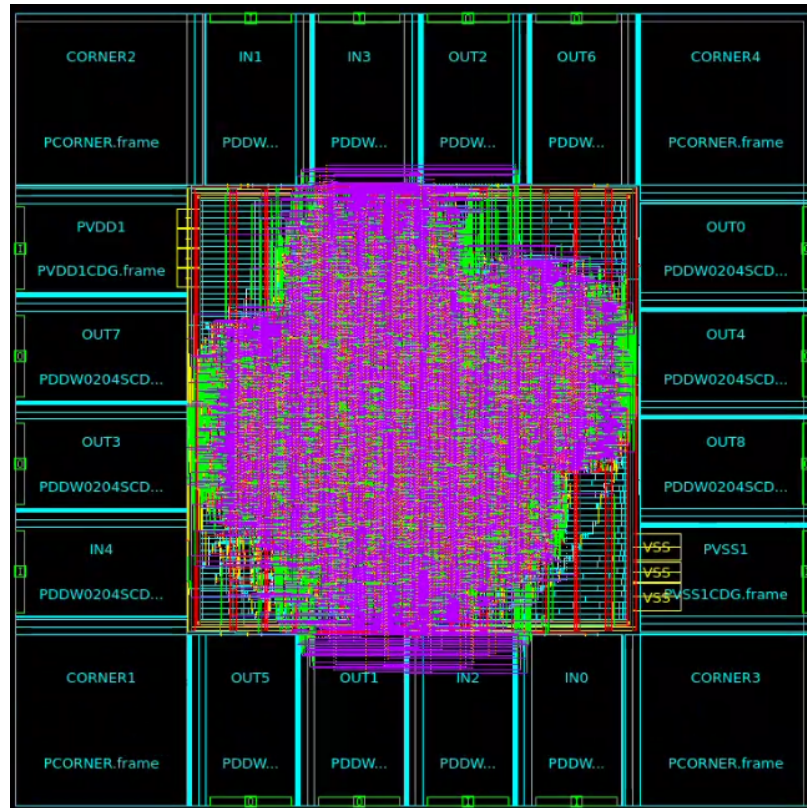 CORNER2
IN1
IN3
OUT2
OUT6
CORNER4
PCORNER.frame
PDDW...
PDDW...
PDDW...
PDDW...
PCORNER.frame
PVDD1
PVDD1CDG.frame
OUT0
PDDW0204SCD...
OUT7
PDDW0204SCD...
OUT4
PDDW0204SCD...
OUT3
PDDW0204SCD...
OUT8
PDDW0204SCD...
IN4
PDDW0204SCD...
VSS
VSS
VSS
PVSS1
PVSS1CDG.frame
CORNER1
OUT5
OUT1
IN2
IN0
CORNER3
PCORNER.frame
PDDW...
PDDW...
PDDW...
PDDW...
PCORNER.frame